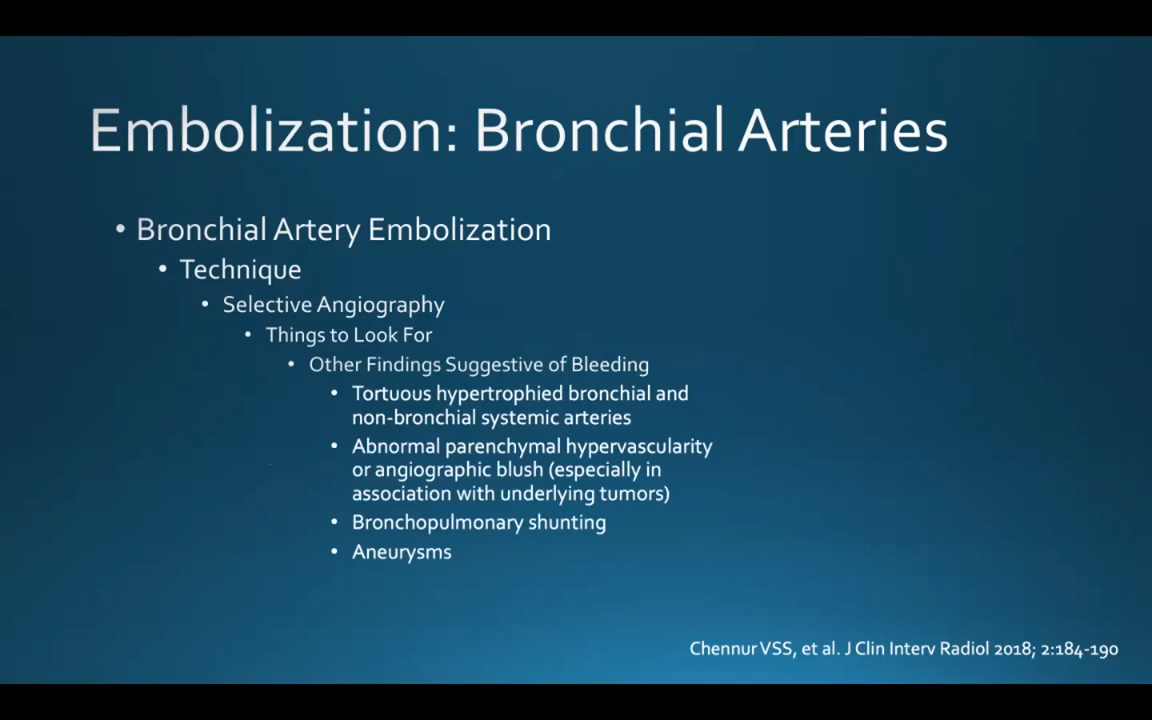 Embolization: Bronchial Arteries
• Bronchial Artery Embolization
• Technique
• Selective Angiography
• Things to Look For
• Other Findings Suggestive of Bleeding
• Tortuous hypertrophied bronchial and
non-bronchial systemic arteries
• Abnormal parenchymal hypervascularity
or angiographic blush (especially in
association with underlying tumors)
• Bronchopulmonary shunting
• Aneurysms
Chennur VSS, et al. J Clin Interv Radiol 2018; 2:184-190